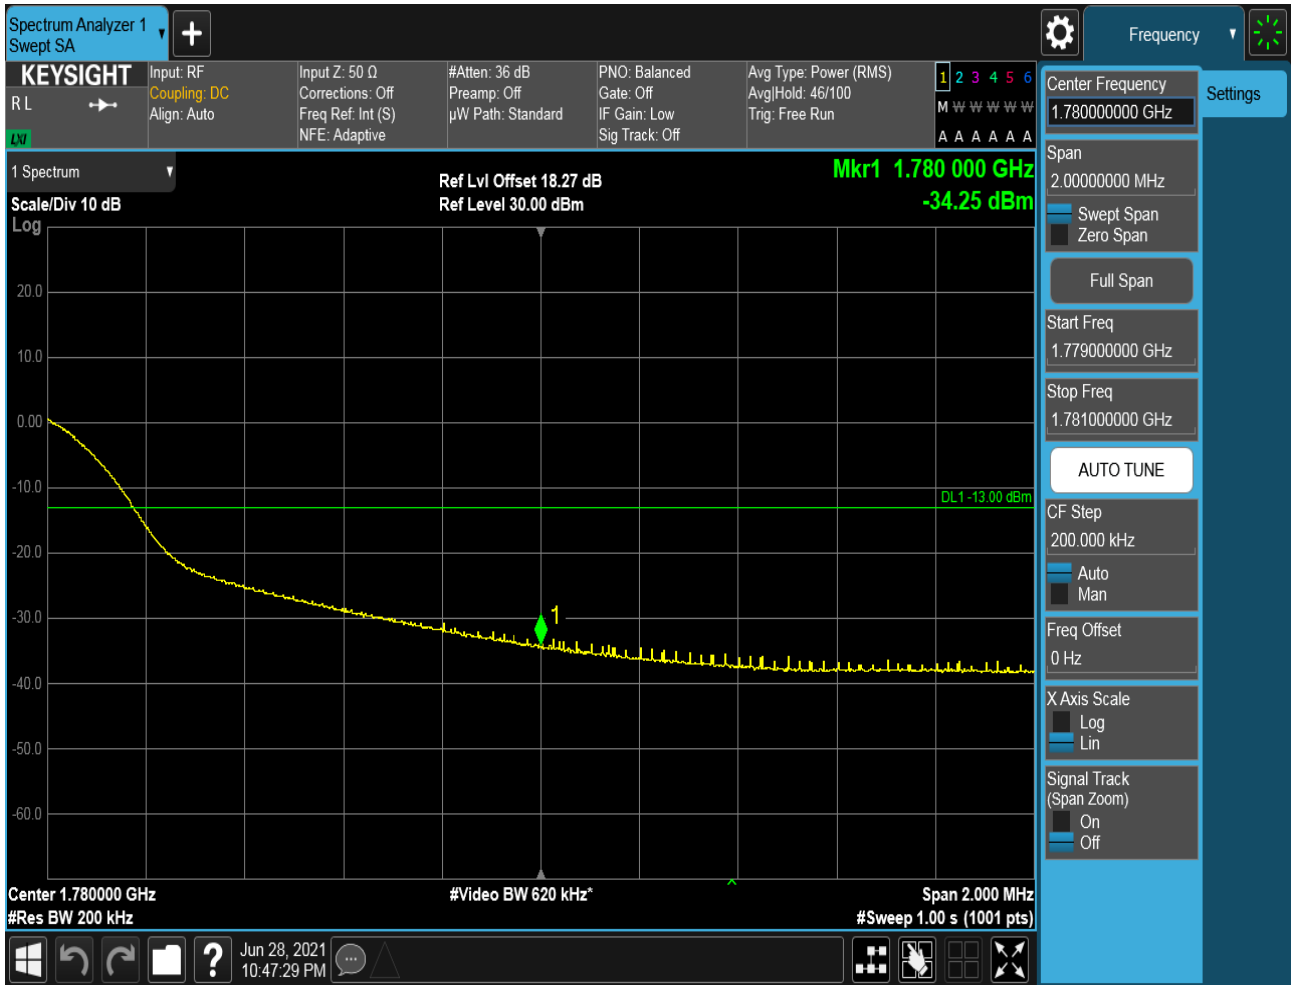 Spectrum Analyzer 1
Swept SA
Frequency
KEYSIGHT
R L
LXI
Input: RF
Coupling: DC
Align: Auto
Input Z: 50 Ω
Corrections: Off
Freq Ref: Int (S)
NFE: Adaptive
#Atten: 36 dB
Preamp: Off
µW Path: Standard
PNO: Balanced
Gate: Off
IF Gain: Low
Sig Track: Off
Avg Type: Power (RMS)
Avg|Hold: 46/100
Trig: Free Run
1 2 3 4 5 6
M W W W W W
A A A A A A
1 Spectrum
Scale/Div 10 dB
Log
Ref Lvl Offset 18.27 dB
Ref Level 30.00 dBm
Mkr1 1.780 000 GHz
-34.25 dBm
20.0
10.0
0.00
-10.0
DL1 -13.00 dBm
-20.0
-30.0
1
-40.0
-50.0
-60.0
Center 1.780000 GHz
#Res BW 200 kHz
#Video BW 620 kHz*
Span 2.000 MHz
#Sweep 1.00 s (1001 pts)
Jun 28, 2021
10:47:29 PM
Center Frequency
1.780000000 GHz
Settings
Span
2.00000000 MHz
Swept Span
Zero Span
Full Span
Start Freq
1.779000000 GHz
Stop Freq
1.781000000 GHz
AUTO TUNE
CF Step
200.000 kHz
Auto
Man
Freq Offset
0 Hz
X Axis Scale
Log
Lin
Signal Track
(Span Zoom)
On
Off